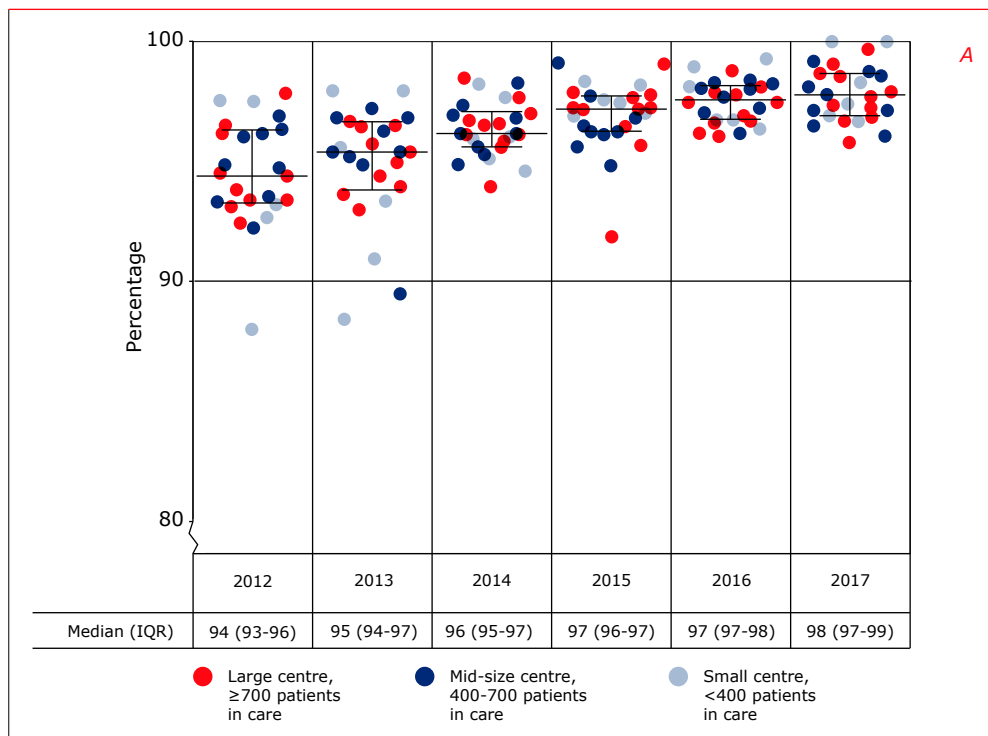 A
100
90
80
Percentage
2012 2013 2014 2015 2016 2017
Median (IQR) 94 (93-96) 95 (94-97) 96 (95-97) 97 (96-97) 97 (97-98) 98 (97-99)
Large centre,
≥700 patients
in care
Mid-size centre,
400-700 patients
in care
Small centre,
<400 patients
in care